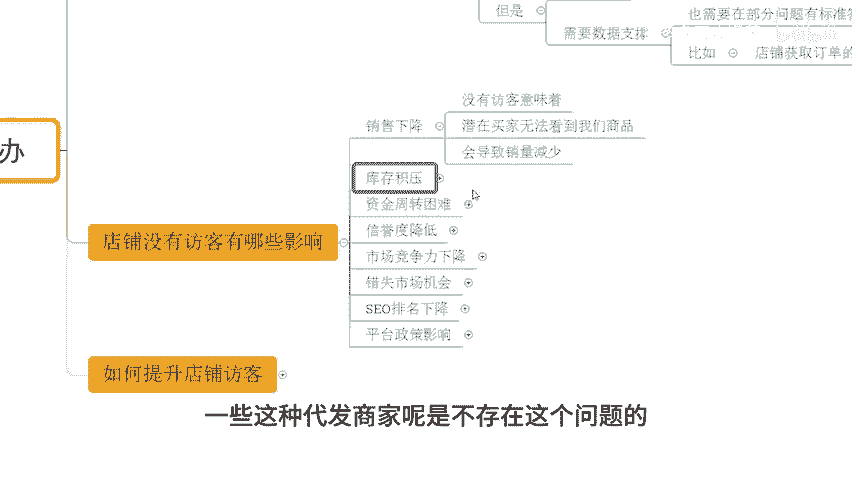 但是
需要数据支撑
也需要在部分问题有标准
比如
店铺获取订单的
办
店铺没有访客有哪些影响
销售下降
没有访客意味着
潜在买家无法看到我们商品
会导致销量减少
库存积压
资金周转困难
信誉度降低
市场竞争力下降
错失市场机会
SEO排名下降
平台政策影响
如何提升店铺访客
一些这种代发商家呢是不存在这个问题的